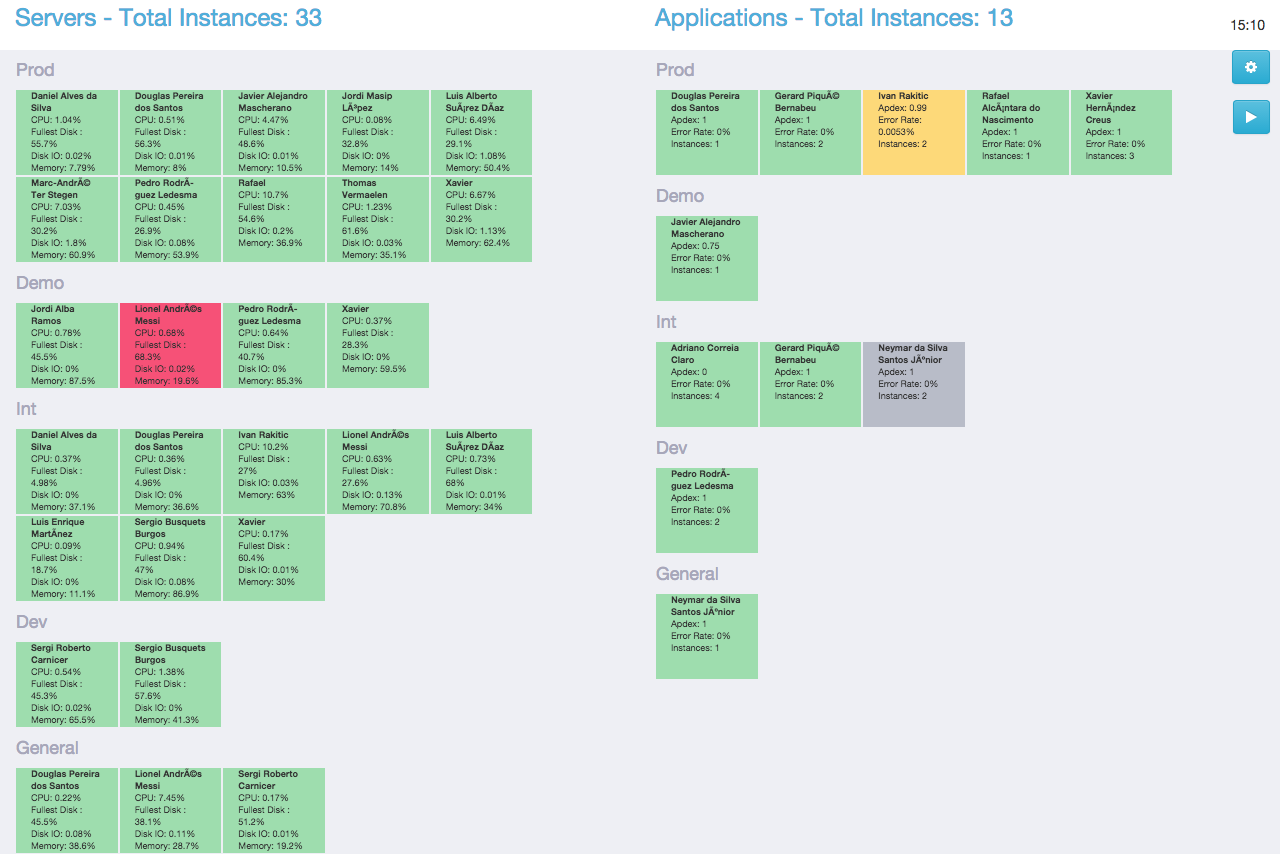 Servers - Total Instances: 33
Prod
Daniel Alves da
Silva
CPU: 1.04%
Fullest Disk :
55.7%
Disk IO: 0.02%
Memory: 7.79%
Douglas Pereira
dos Santos
CPU: 0.51%
Fullest Disk :
56.3%
Disk IO: 0.01%
Memory: 8%
Javier Alejandro
Mascherano
CPU: 4.47%
Fullest Disk :
48.6%
Disk IO: 0.01%
Memory: 10.5%
Jordi Masip
LÃ³pez
CPU: 0.08%
Fullest Disk :
32.8%
Disk IO: 0%
Memory: 14%
Luis Alberto
SuÃ¡rez DÃ­az
CPU: 6.49%
Fullest Disk :
29.1%
Disk IO: 1.08%
Memory: 50.4%
Marc-AndrÃ©
Ter Stegen
CPU: 7.03%
Fullest Disk :
30.2%
Disk IO: 1.8%
Memory: 60.9%
Pedro RodrÃ-
guez Ledesma
CPU: 0.45%
Fullest Disk :
26.9%
Disk IO: 0.08%
Memory: 53.9%
Rafael
CPU: 10.7%
Fullest Disk :
54.6%
Disk IO: 0.2%
Memory: 36.9%
Thomas
Vermaelen
CPU: 1.23%
Fullest Disk :
61.6%
Disk IO: 0.03%
Memory: 35.1%
Xavier
CPU: 6.67%
Fullest Disk :
30.2%
Disk IO: 1.13%
Memory: 62.4%
Demo
Jordi Alba
Ramos
CPU: 0.78%
Fullest Disk :
45.5%
Disk IO: 0%
Memory: 87.5%
Lionel AndrÃ©s
Messi
CPU: 0.68%
Fullest Disk :
68.3%
Disk IO: 0.02%
Memory: 19.6%
Pedro RodrÃ-
guez Ledesma
CPU: 0.64%
Fullest Disk :
40.7%
Disk IO: 0%
Memory: 85.3%
Xavier
CPU: 0.37%
Fullest Disk :
28.3%
Disk IO: 0%
Memory: 59.5%
Int
Daniel Alves da
Silva
CPU: 0.37%
Fullest Disk :
4.98%
Disk IO: 0%
Memory: 37.1%
Douglas Pereira
dos Santos
CPU: 0.36%
Fullest Disk :
4.96%
Disk IO: 0%
Memory: 36.6%
Ivan Rakitic
CPU: 10.2%
Fullest Disk :
27%
Disk IO: 0.03%
Memory: 63%
Lionel AndrÃ©s
Messi
CPU: 0.63%
Fullest Disk :
27.6%
Disk IO: 0.13%
Memory: 70.8%
Luis Alberto
SuÃ¡rez DÃ­az
CPU: 0.73%
Fullest Disk :
68%
Disk IO: 0.01%
Memory: 34%
Luis Enrique
MartÃ­nez
CPU: 0.09%
Fullest Disk :
18.7%
Disk IO: 0%
Memory: 11.1%
Sergio Busquets
Burgos
CPU: 0.94%
Fullest Disk :
47%
Disk IO: 0.08%
Memory: 86.9%
Xavier
CPU: 0.17%
Fullest Disk :
60.4%
Disk IO: 0.01%
Memory: 30%
Dev
Sergi Roberto
Carnicer
CPU: 0.54%
Fullest Disk :
45.3%
Disk IO: 0.02%
Memory: 65.5%
Sergio Busquets
Burgos
CPU: 1.38%
Fullest Disk :
57.6%
Disk IO: 0%
Memory: 41.3%
General
Douglas Pereira
dos Santos
CPU: 0.22%
Fullest Disk :
45.5%
Disk IO: 0.08%
Memory: 38.6%
Lionel AndrÃ©s
Messi
CPU: 7.45%
Fullest Disk :
38.1%
Disk IO: 0.11%
Memory: 28.7%
Sergi Roberto
Carnicer
CPU: 0.17%
Fullest Disk :
51.2%
Disk IO: 0.01%
Memory: 19.2%
Applications - Total Instances: 13
15:10
Prod
Douglas Pereira
dos Santos
Apdex: 1
Error Rate: 0%
Instances: 1
Gerard PiquÃ©
Bernabeu
Apdex: 1
Error Rate: 0%
Instances: 2
Ivan Rakitic
Apdex: 0.99
Error Rate:
0.0053%
Instances: 2
Rafael
AlcÃ¡ntara do
Nascimento
Apdex: 1
Error Rate: 0%
Instances: 1
Xavier
HernÃ¡ndez
Creus
Apdex: 1
Error Rate: 0%
Instances: 3
Demo
Javier Alejandro
Mascherano
Apdex: 0.75
Error Rate: 0%
Instances: 1
Int
Adriano Correia
Claro
Apdex: 0
Error Rate: 0%
Instances: 4
Gerard PiquÃ©
Bernabeu
Apdex: 1
Error Rate: 0%
Instances: 2
Neymar da Silva
Santos JÃºnior
Apdex: 1
Error Rate: 0%
Instances: 2
Dev
Pedro RodrÃ-
guez Ledesma
Apdex: 1
Error Rate: 0%
Instances: 2
General
Neymar da Silva
Santos JÃºnior
Apdex: 1
Error Rate: 0%
Instances: 1